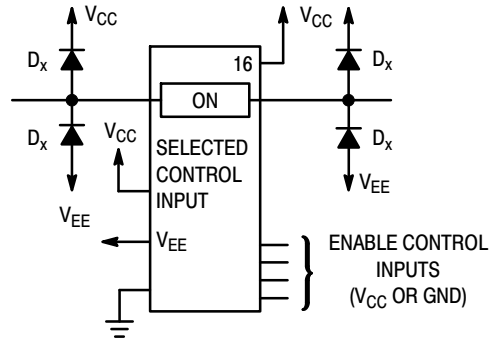 VCC
VCC
Dx
16
Dx
ON
Dx
VCC
SELECTED
CONTROL
INPUT
Dx
VEE
VEE
VEE
ENABLE CONTROL
INPUTS
(VCC OR GND)